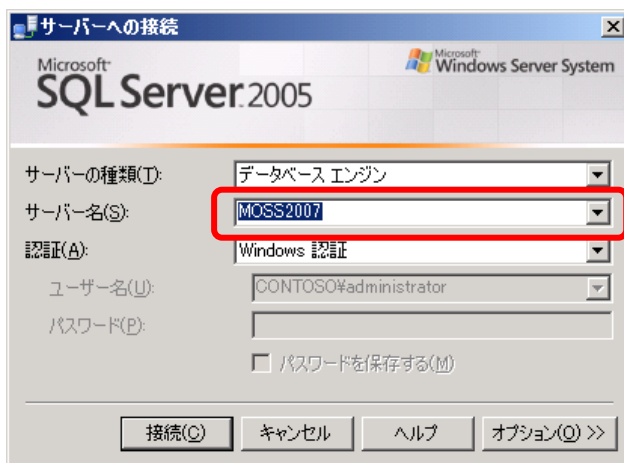 サーバーへの接続
Microsoft
SQL Server 2005
Microsoft
Windows Server System
サーバーの種類(T): データベース エンジン
サーバー名(S): MOSS2007
認証(A): Windows 認証
ユーザー名(U): CONTOSO¥administrator
パスワード(P):
パスワードを保存する(M)
接続(C) キャンセル ヘルプ オプション(O) >>